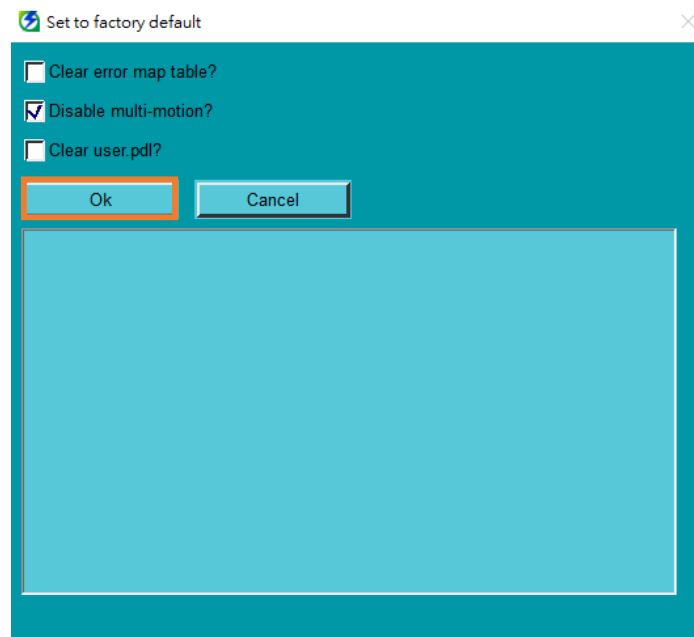 Set to factory default
Clear error map table?
Disable multi-motion?
Clear user.pdl?
Ok Cancel